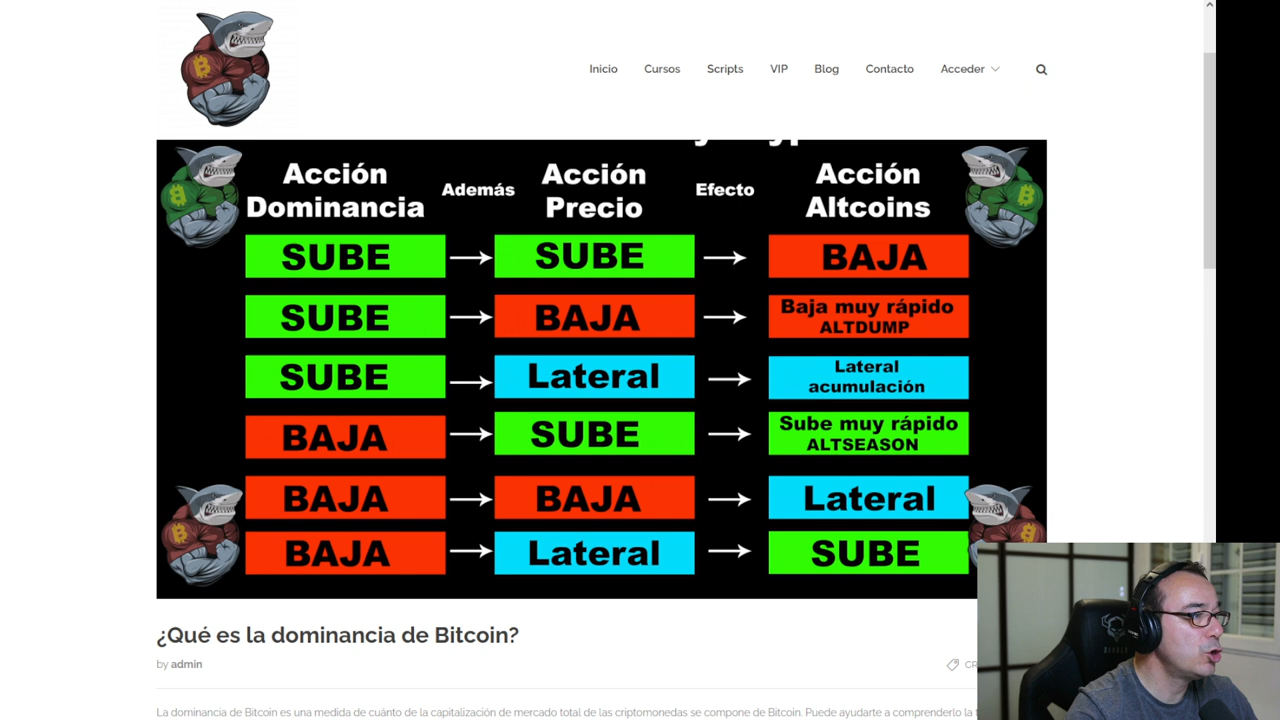 Inicio Cursos Scripts VIP Blog Contacto Acceder
Acción Dominancia Además Acción Precio Efecto Acción Altcoins
SUBE SUBE BAJA
SUBE BAJA Baja muy rápido ALTDUMP
SUBE Lateral Lateral acumulación
BAJA SUBE Sube muy rápido ALTSEASON
BAJA BAJA Lateral
BAJA Lateral SUBE
¿Qué es la dominancia de Bitcoin?
by admin
La dominancia de Bitcoin es una medida de cuánto de la capitalización de mercado total de las criptomonedas se compone de Bitcoin. Puede ayudarte a comprenderlo la